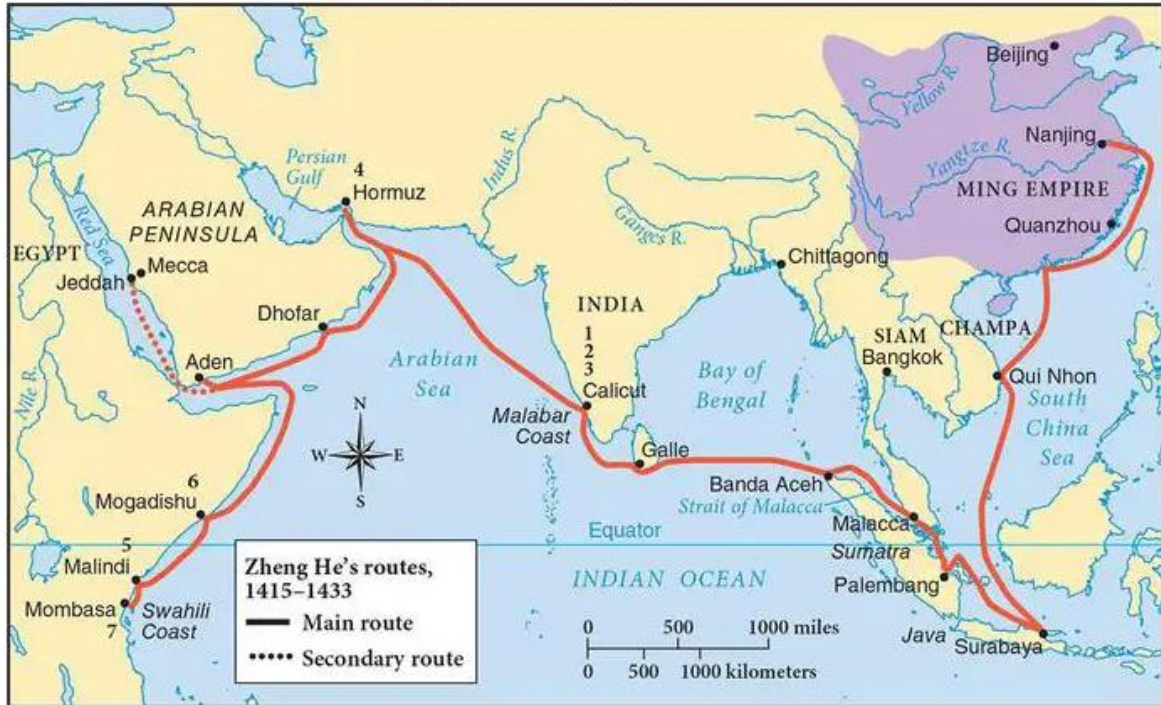 Beijing
Yellow R.
Nanjing
Yangtze R.
MING EMPIRE
Quanzhou
Persian
Gulf
4
Hormuz
Indus R.
Red Sea
ARABIAN
PENINSULA
EGYPT
Mecca
Jeddah
Ganges R.
Chittagong
Dhofar
INDIA
1
2
3
Calicut
SIAM
Bangkok
CHAMPA
Aden
Nile R.
Arabian
Sea
Bay of
Bengal
Qui Nhon
South
China
Sea
Malabar
Coast
N
W
E
S
Galle
Banda Aceh
Strait of Malacca
6
Mogadishu
Malacca
Equator
Sumatra
5
Malindi
Palembang
INDIAN OCEAN
Mombasa
Swahili
Coast
7
Java
Surabaya
Zheng He's routes,
1415–1433
Main route
Secondary route
0 500 1000 miles
0 500 1000 kilometers